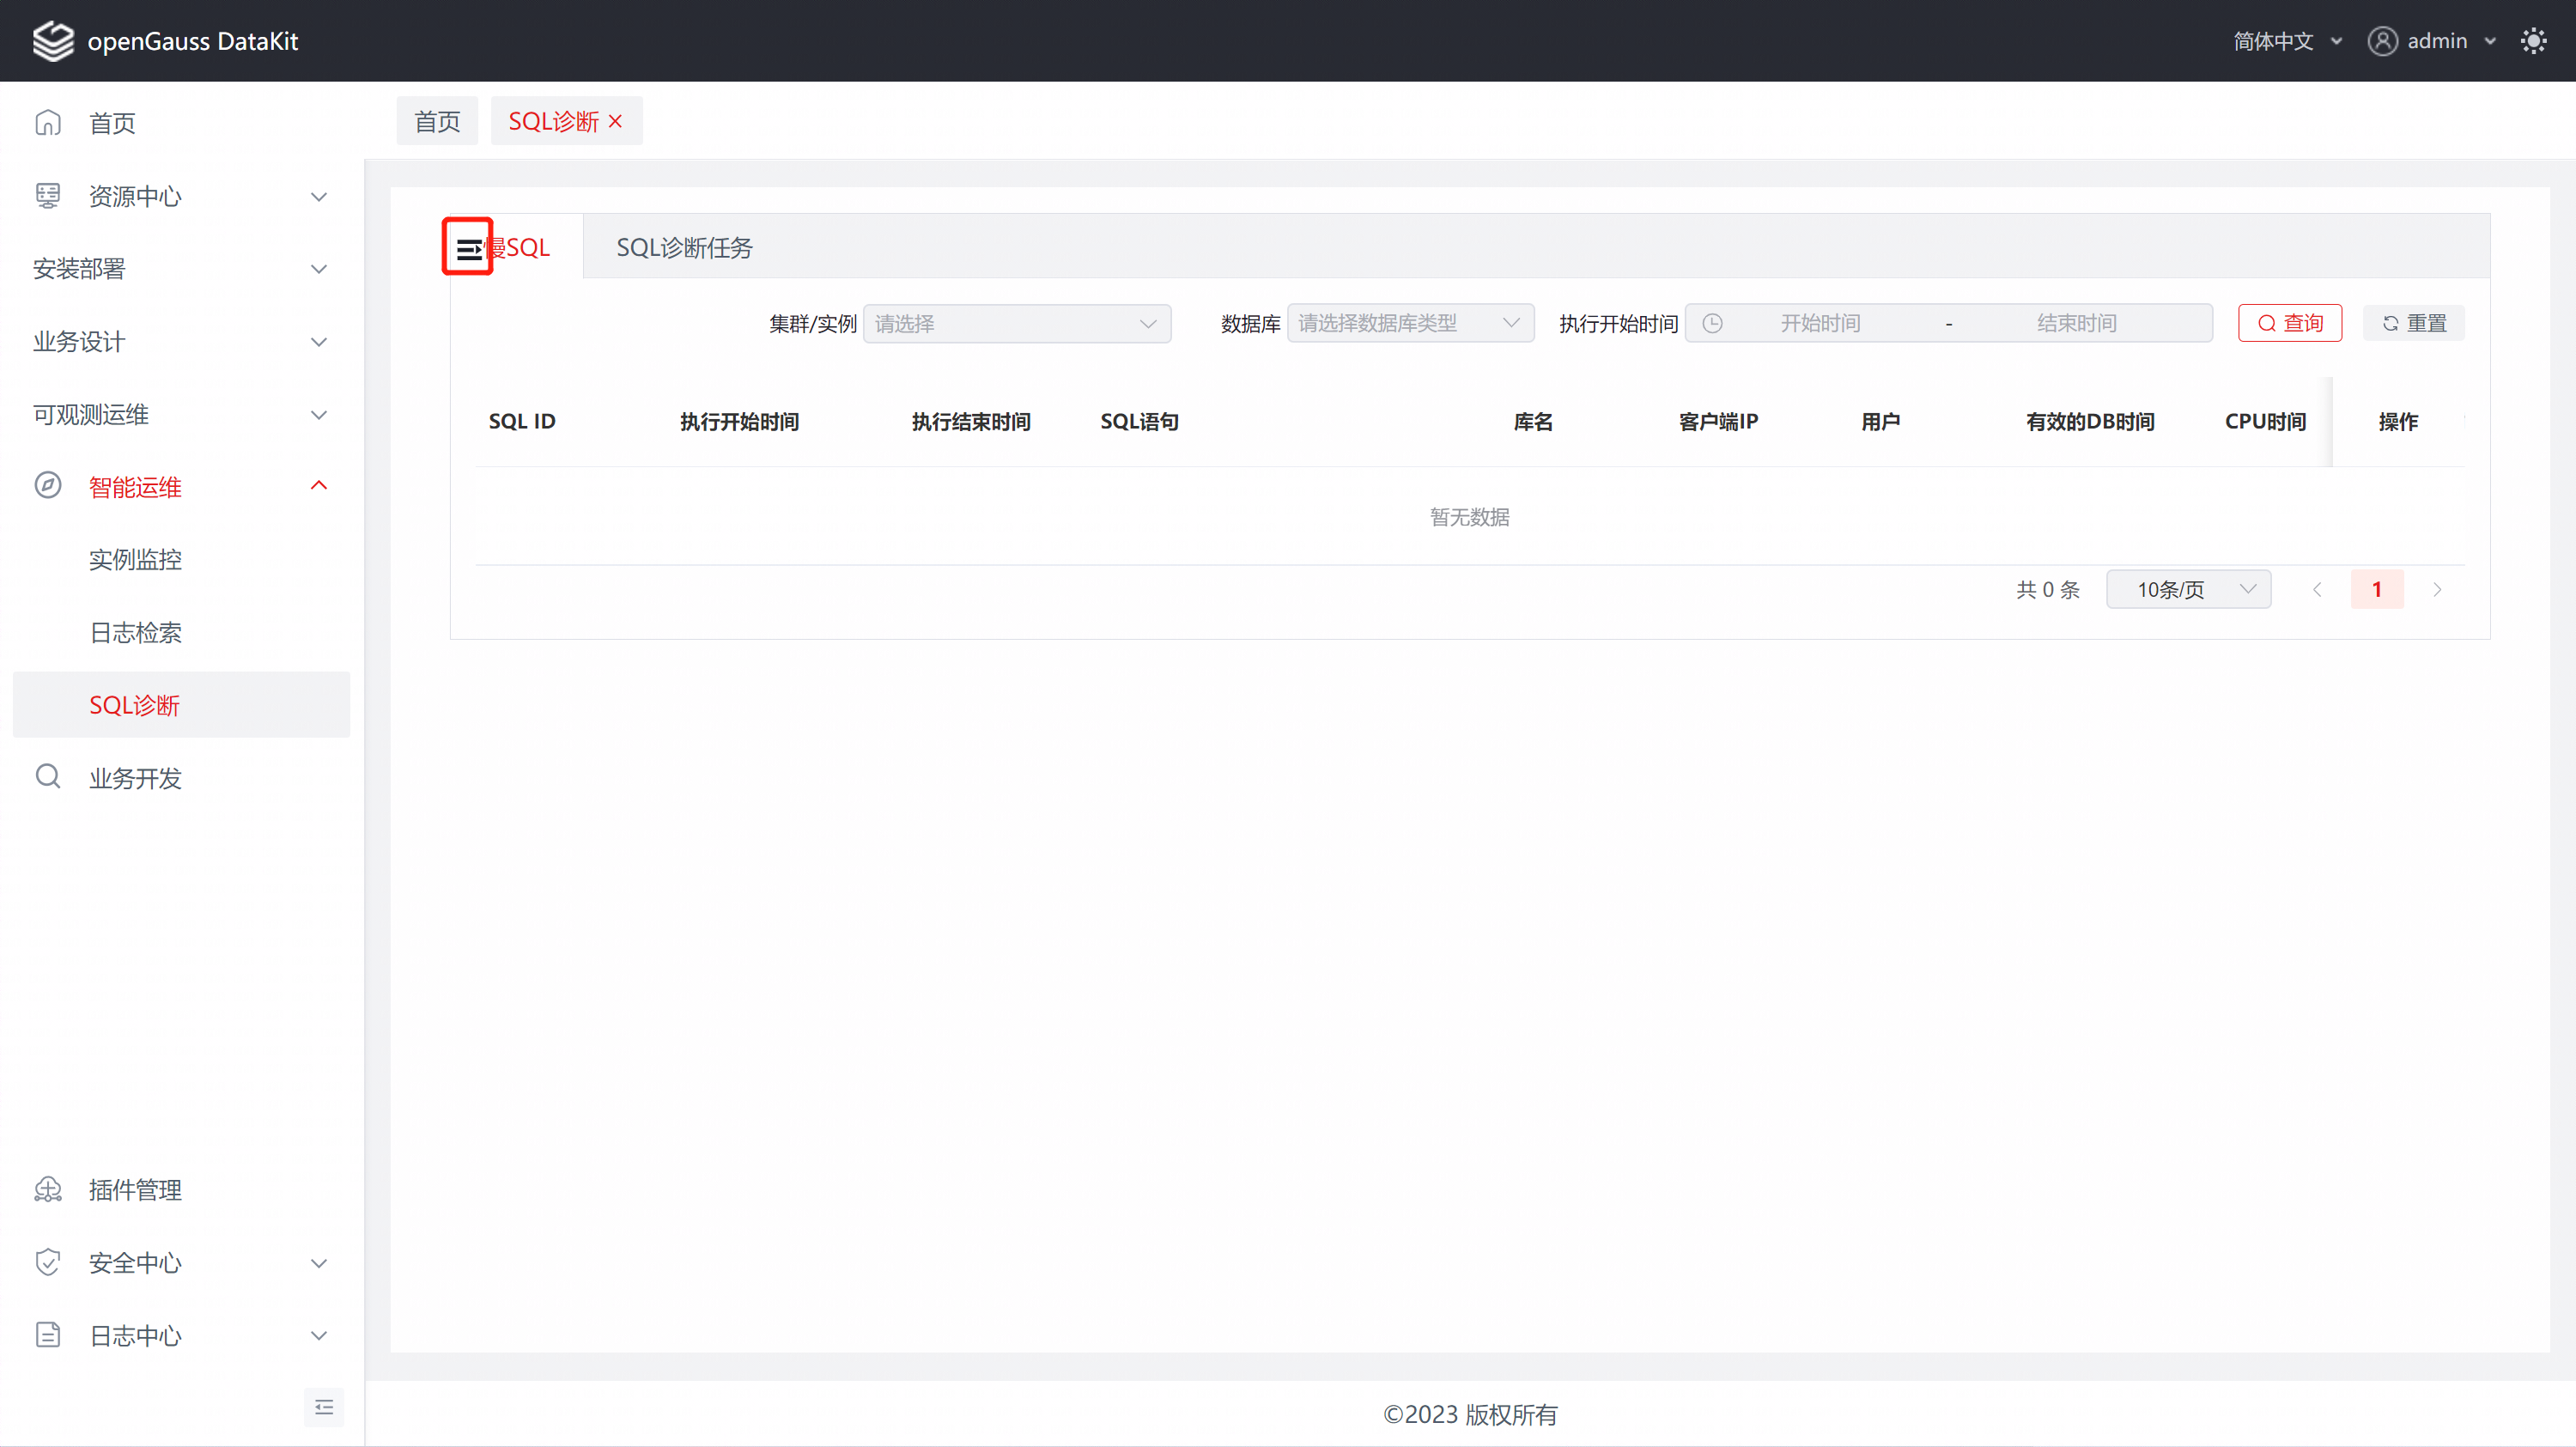 openGauss DataKit
简体中文
admin
首页
资源中心
安装部署
业务设计
可观测运维
智能运维
实例监控
日志检索
SQL诊断
业务开发
插件管理
安全中心
日志中心
首页 SQL诊断
慢SQL SQL诊断任务
集群/实例 请选择 数据库 请选择数据库类型 执行开始时间 开始时间 - 结束时间 查询 重置
SQL ID 执行开始时间 执行结束时间 SQL语句 库名 客户端IP 用户 有效的DB时间 CPU时间 操作
暂无数据
共 0 条 10条/页 1
©2023 版权所有